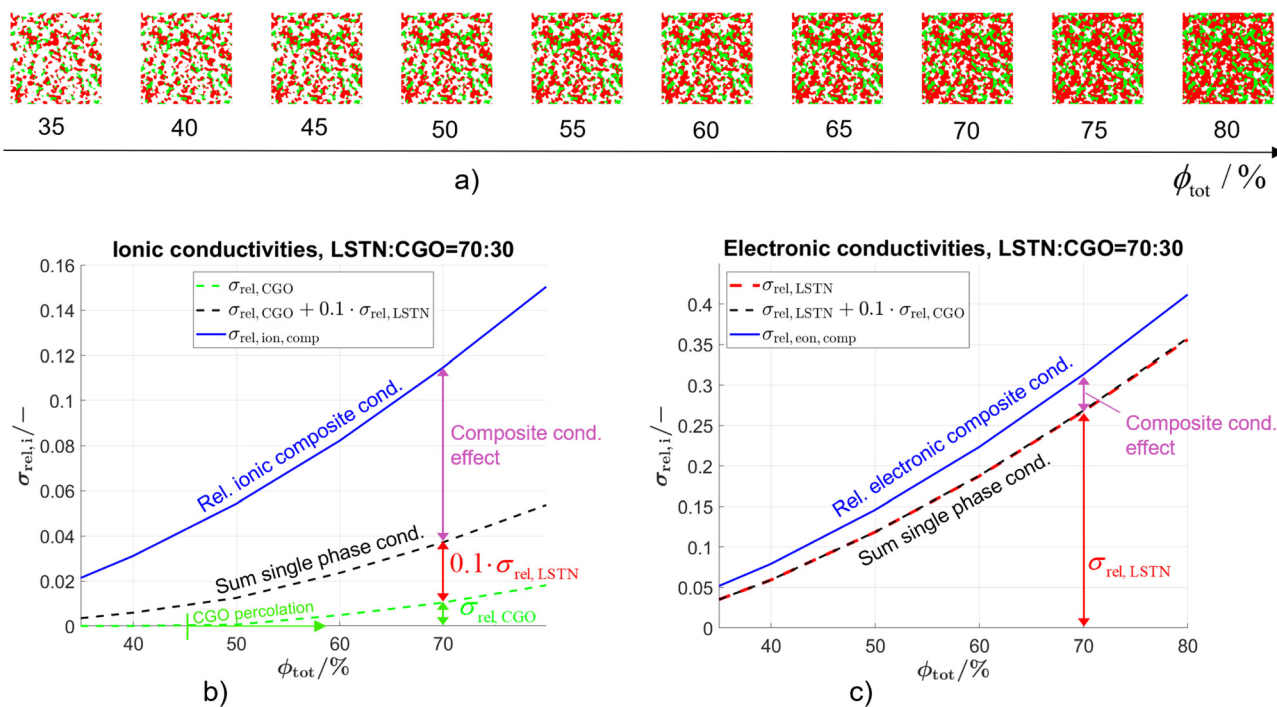 35 40 45 50 55 60 65 70 75 80
a)
ϕtot / %
Ionic conductivities, LSTN:CGO=70:30
σrel,CGO
σrel,CGO + 0.1 · σrel,LSTN
σrel,ion,comp
0.16
0.14
0.12
0.1
0.08
0.06
0.04
0.02
0
σrel,i/—
Rel. ionic composite cond.
Composite cond.
effect
Sum single phase cond.
0.1·σrel,LSTN
CGO percolation
σrel,CGO
40 50 60 70
ϕtot/%
b)
Electronic conductivities, LSTN:CGO=70:30
σrel,LSTN
σrel,LSTN + 0.1 · σrel,CGO
σrel,eon,comp
0.4
0.35
0.3
0.25
0.2
0.15
0.1
0.05
0
σrel,i/—
Rel. electronic composite cond.
Composite cond.
effect
Sum single phase cond.
σrel,LSTN
40 50 60 70 80
ϕtot/%
c)